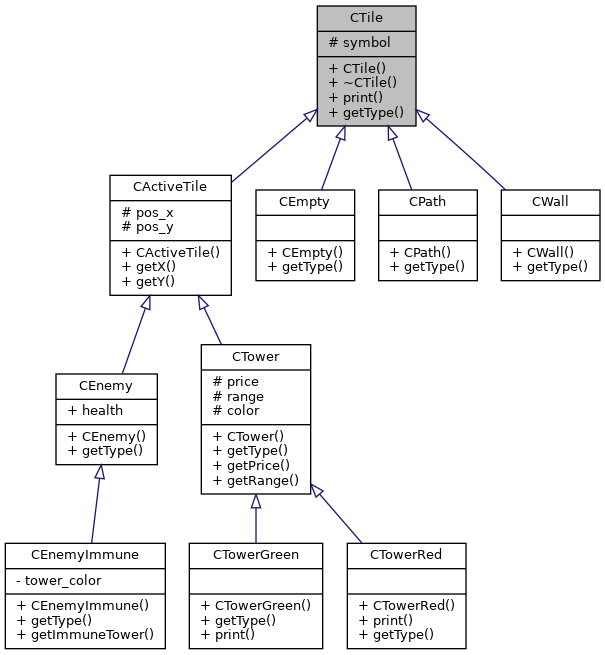 CTile
# symbol
+ CTile()
+ ~CTile()
+ print()
+ getType()
CActiveTile
# pos_x
# pos_y
+ CActiveTile()
+ getX()
+ getY()
CEmpty
+ CEmpty()
+ getType()
CPath
+ CPath()
+ getType()
CWall
+ CWall()
+ getType()
CEnemy
+ health
+ CEnemy()
+ getType()
CTower
# price
# range
# color
+ CTower()
+ getType()
+ getPrice()
+ getRange()
CEnemyImmune
- tower_color
+ CEnemyImmune()
+ getType()
+ getImmuneTower()
CTowerGreen
+ CTowerGreen()
+ getType()
+ print()
CTowerRed
+ CTowerRed()
+ print()
+ getType()